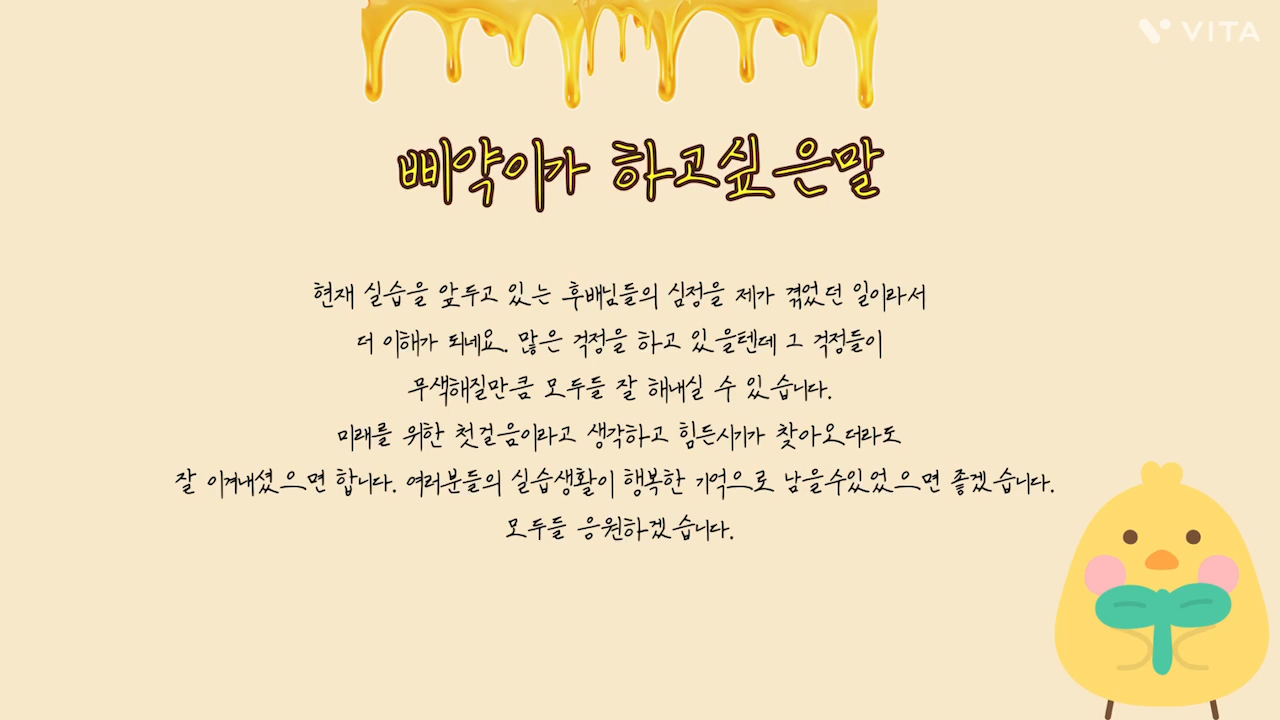 VITA
삐약이가 하고싶은말
현재 실습을 앞두고 있는 후배님들의 심정을 제가 겪었던 일이라서
더 이해가 되네요. 많은 걱정을 하고 있을텐데 그 걱정들이
무색해질만큼 모두들 잘 해내실 수 있습니다.
미래를 위한 첫걸음이라고 생각하고 힘든시기가 찾아오더라도
잘 이겨내셨으면 합니다. 여러분들의 실습생활이 행복한 기억으로 남을수있었으면 좋겠습니다.
모두들 응원하겠습니다.